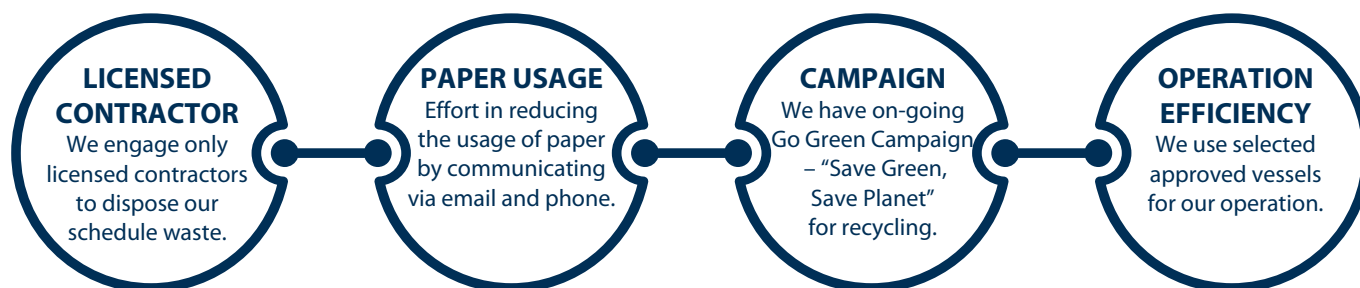 LICENSED
CONTRACTOR
We engage only
licensed contractors
to dispose our
schedule waste.
PAPER USAGE
Effort in reducing
the usage of paper
by communicating
via email and phone.
CAMPAIGN
We have on-going
Go Green Campaign
– “Save Green,
Save Planet”
for recycling.
OPERATION
EFFICIENCY
We use selected
approved vessels
for our operation.